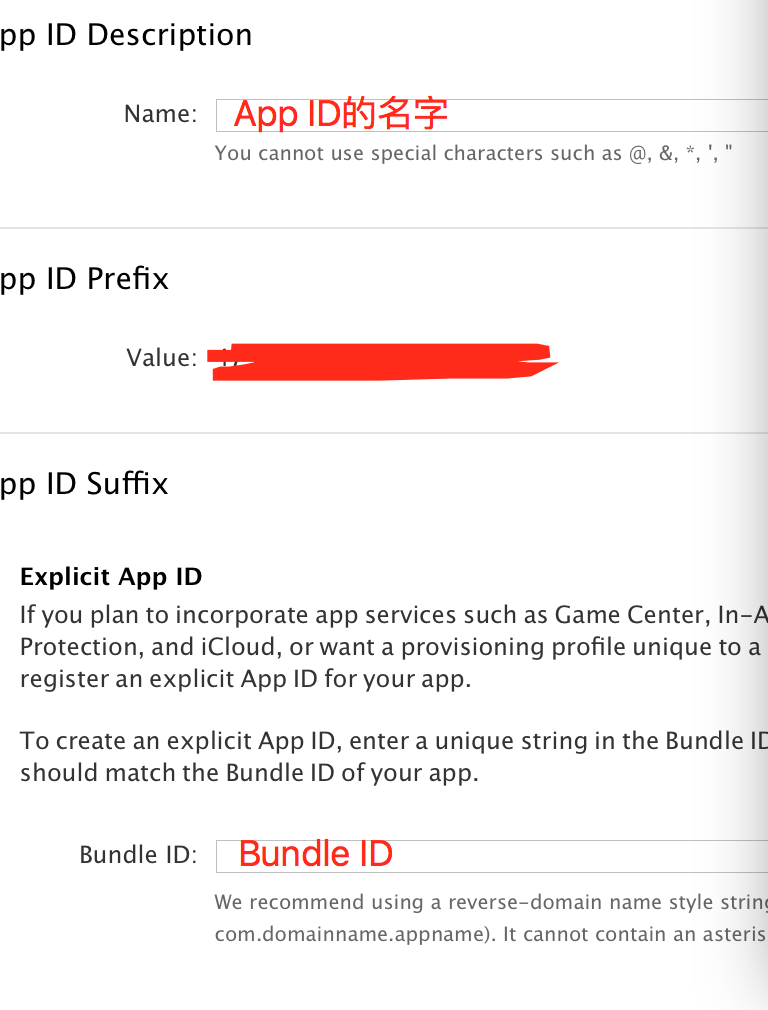 pp ID Description
Name: App ID的名字
You cannot use special characters such as @, &, *, ', "
pp ID Prefix
Value:
pp ID Suffix
Explicit App ID
If you plan to incorporate app services such as Game Center, In-A
Protection, and iCloud, or want a provisioning profile unique to a
register an explicit App ID for your app.
To create an explicit App ID, enter a unique string in the Bundle ID
should match the Bundle ID of your app.
Bundle ID: Bundle ID
We recommend using a reverse-domain name style string
com.domainname.appname). It cannot contain an asteris